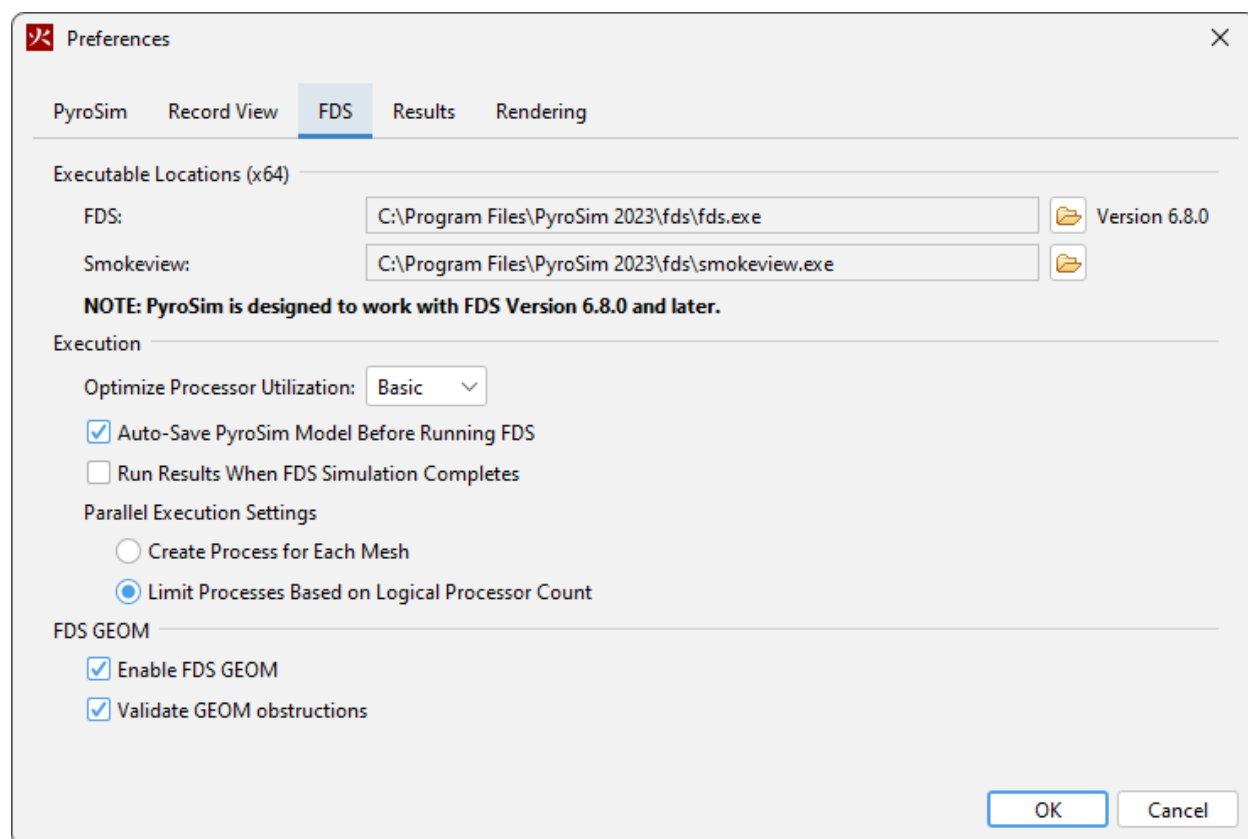 火 Preferences
PyroSim Record View FDS Results Rendering
Executable Locations (x64)
FDS: C:\Program Files\PyroSim 2023\fds\fds.exe Version 6.8.0
Smokeview: C:\Program Files\PyroSim 2023\fds\smokeview.exe
NOTE: PyroSim is designed to work with FDS Version 6.8.0 and later.
Execution
Optimize Processor Utilization: Basic
Auto-Save PyroSim Model Before Running FDS
Run Results When FDS Simulation Completes
Parallel Execution Settings
Create Process for Each Mesh
Limit Processes Based on Logical Processor Count
FDS GEOM
Enable FDS GEOM
Validate GEOM obstructions
OK Cancel